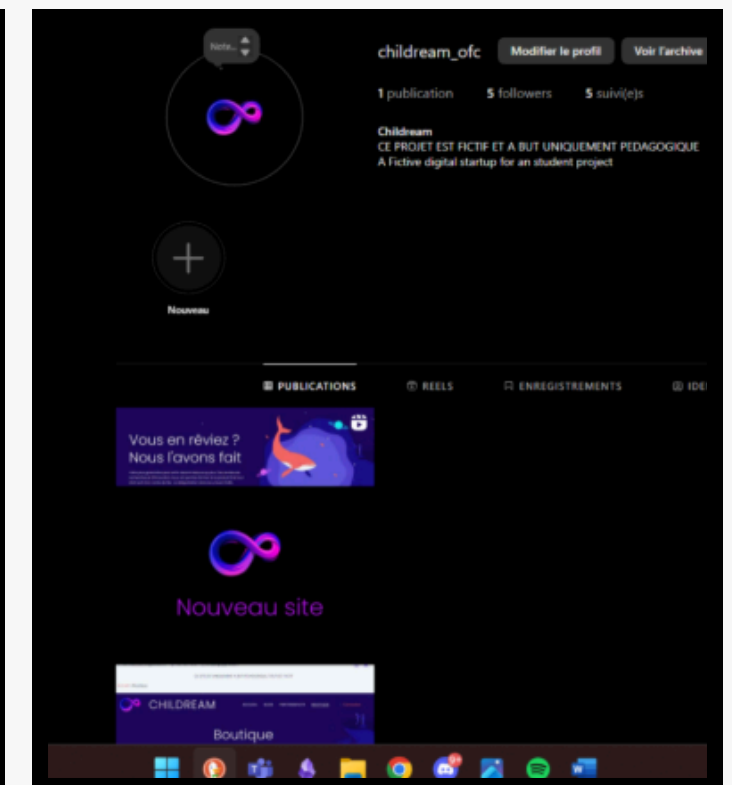 Note...
childream_ofc Modifier le profil Voir l'archive
1 publication 5 followers 5 suivi(e)s
Childream
CE PROJET EST FICTIF ET A BUT UNIQUEMENT PEDAGOGIQUE
A Fictive digital startup for an student project
Nouveau
PUBLICATIONS REELS ENREGISTREMENTS IDE
Vous en rêviez ?
Nous l'avons fait
Nouveau site
CHILDREAM
Boutique